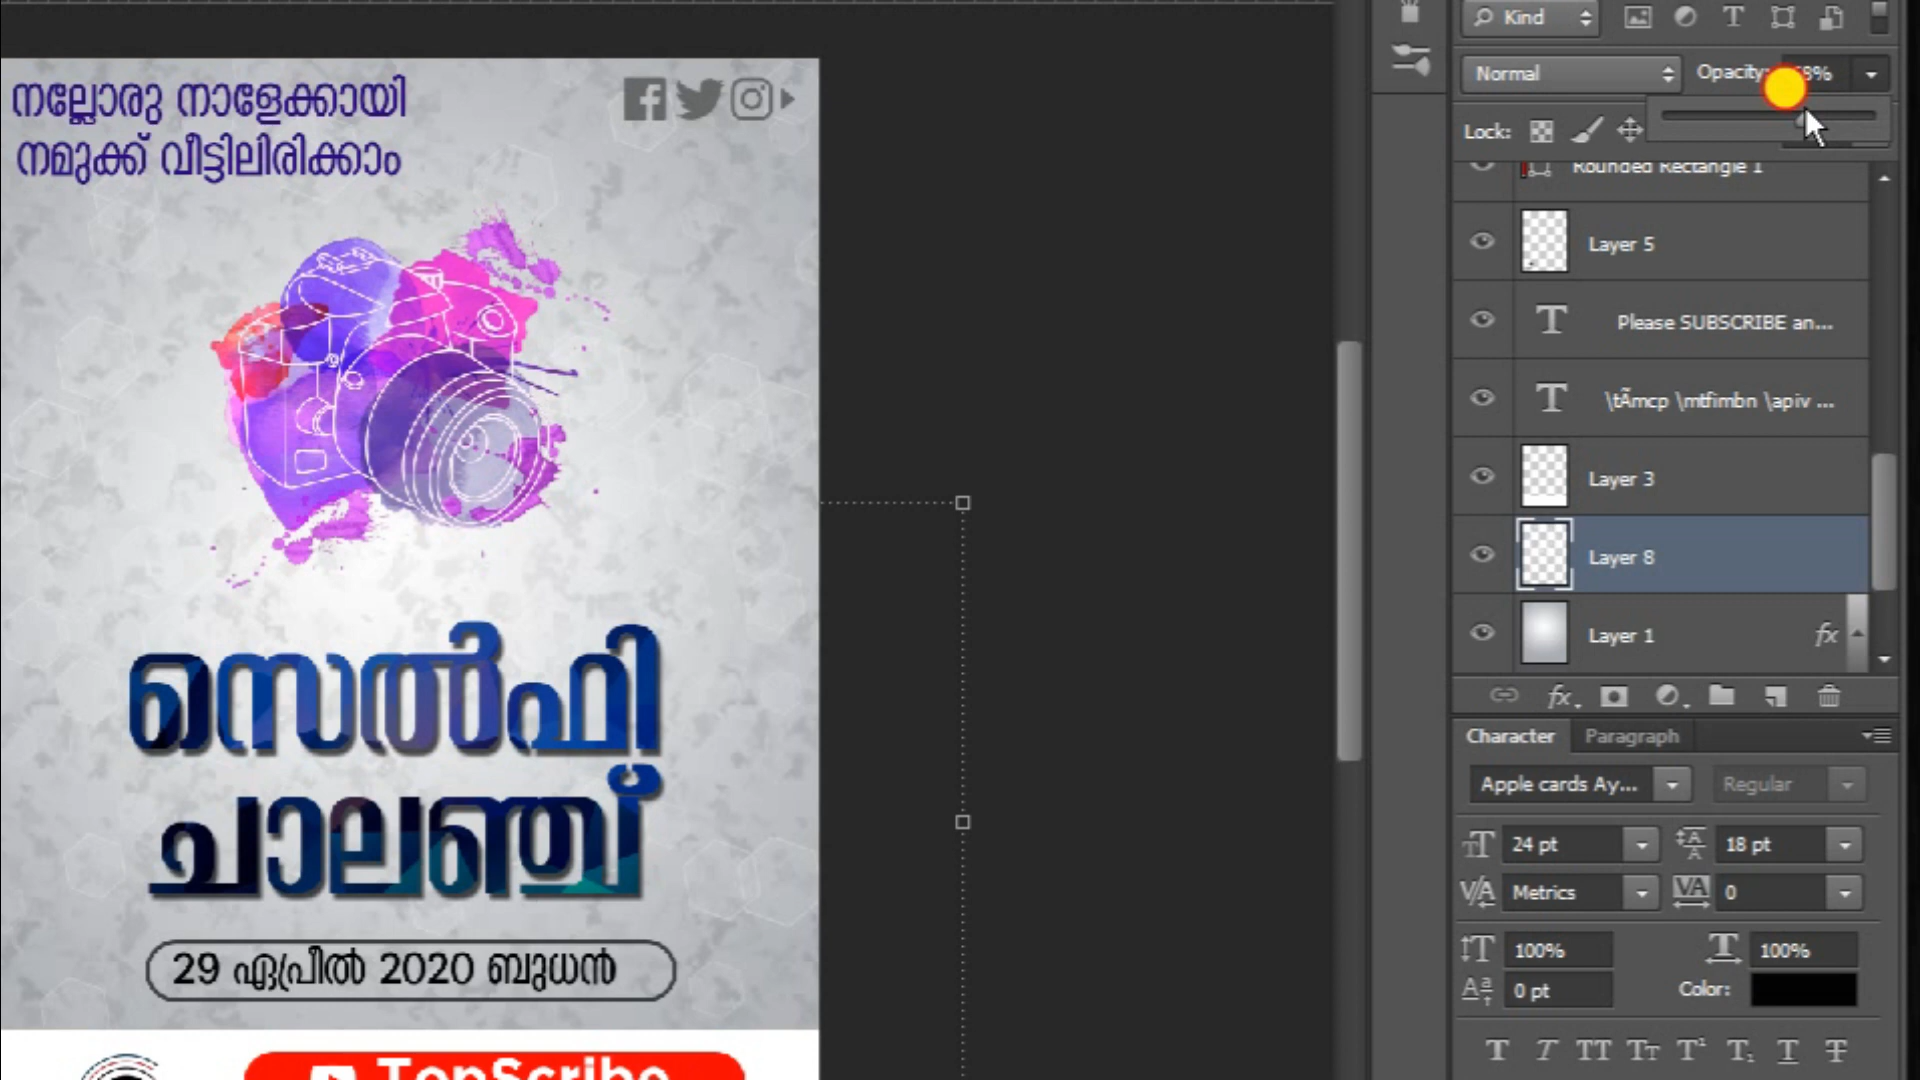 Kind
Normal
Opacity:
Lock:
നല്ലോരു നാളേക്കായി
നമുക്ക് വീട്ടിലിരിക്കാം
Rounded Rectangle 1
Layer 5
Please SUBSCRIBE an...
\tÃmcp \mtfimbn \apiv ...
Layer 3
Layer 8
Layer 1
fx
fx
സെൽഫി
ചാലഞ്ച്
29 ഏപ്രീൽ 2020 ബുധൻ
TopScribe
Character
Paragraph
Apple cards Ay...
Regular
24 pt
18 pt
Metrics
0
100%
100%
0 pt
Color: